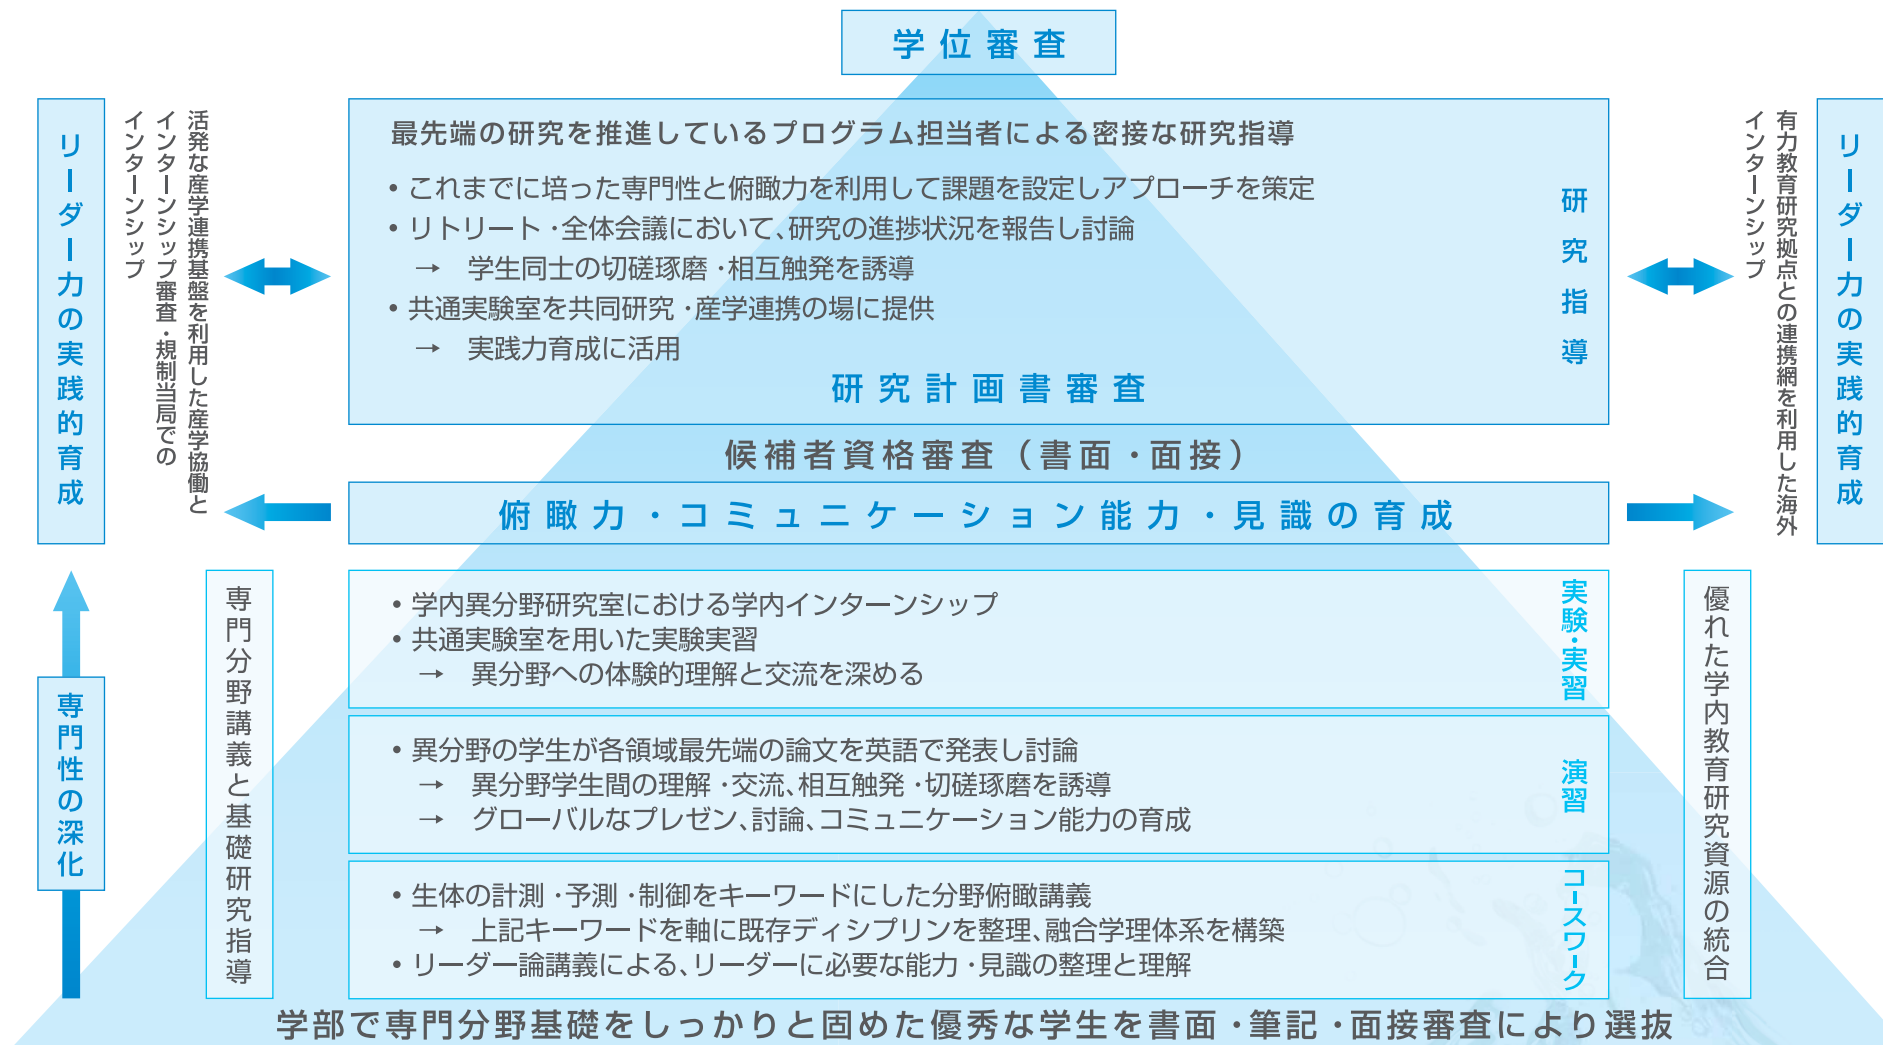 学位審査
リーダー力の実践的育成
活発な産学連携基盤を利用した産学協働と
インターンシップ審査・規制当局での
インターンシップ
最先端の研究を推進しているプログラム担当者による密接な研究指導
• これまでに培った専門性と俯瞰力を利用して課題を設定しアプローチを策定
• リトリート・全体会議において、研究の進捗状況を報告し討論
→ 学生同士の切磋琢磨・相互触発を誘導
• 共通実験室を共同研究・産学連携の場に提供
→ 実践力育成に活用
研究指導
研究計画書審査
有力教育研究拠点との連携網を利用した海外
インターンシップ
リーダー力の実践的育成
候補者資格審査（書面・面接）
俯瞰力・コミュニケーション能力・見識の育成
専門性の深化
専門分野講義と基礎研究指導
• 学内異分野研究室における学内インターンシップ
• 共通実験室を用いた実験実習
→ 異分野への体験的理解と交流を深める
実験・実習
• 異分野の学生が各領域最先端の論文を英語で発表し討論
→ 異分野学生間の理解・交流、相互触発・切磋琢磨を誘導
→ グローバルなプレゼン、討論、コミュニケーション能力の育成
演習
• 生体の計測・予測・制御をキーワードにした分野俯瞰講義
→ 上記キーワードを軸に既存ディシプリンを整理、融合学理体系を構築
• リーダー論講義による、リーダーに必要な能力・見識の整理と理解
コースワーク
優れた学内教育研究資源の統合
学部で専門分野基礎をしっかりと固めた優秀な学生を書面・筆記・面接審査により選抜